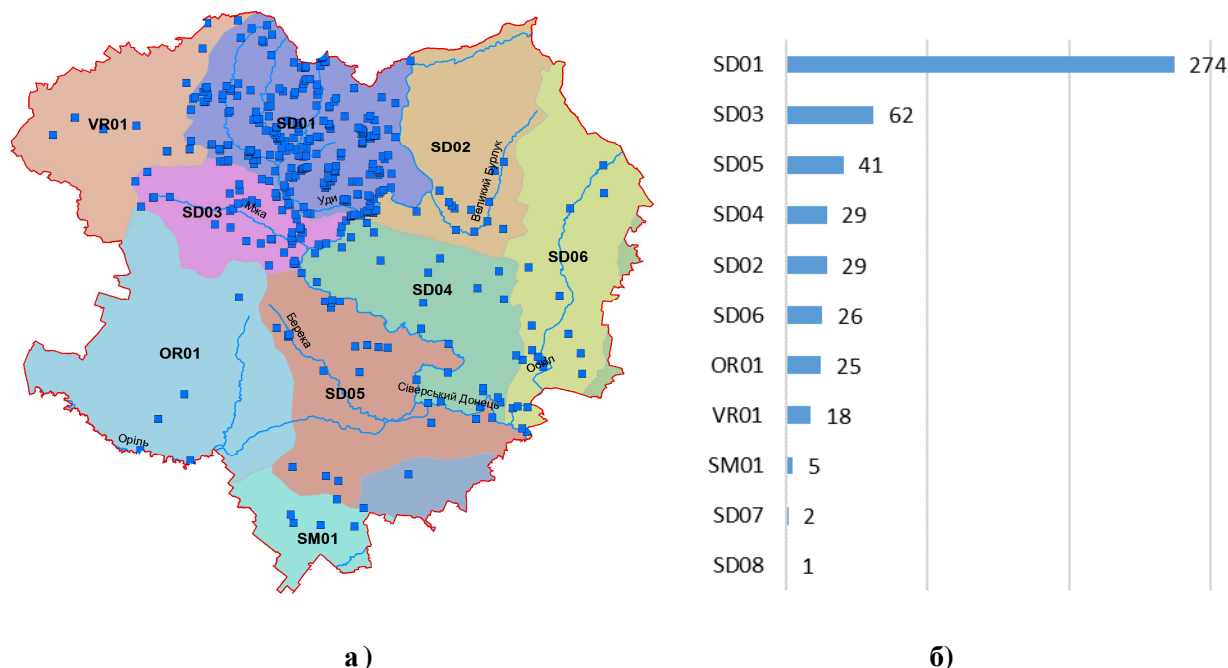 VR01
SD01
SD02
Великий Бурлук
Уди
SD03
Мжа
SD06
SD04
Берека
OR01
Оскіл
SD05
Сіверський Донець
Оріль
SM01
а )
SD01 274
SD03 62
SD05 41
SD04 29
SD02 29
SD06 26
OR01 25
VR01 18
SM01 5
SD07 2
SD08 1
б)